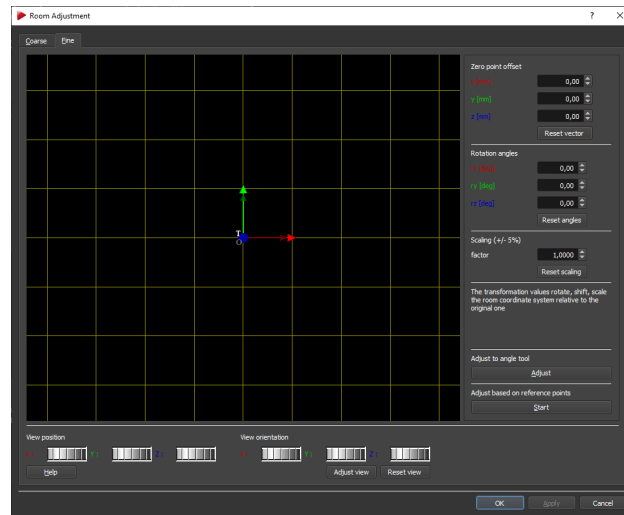 Room Adjustment
?
Coarse
Fine
Zero point offset
x [mm]
0,00
y [mm]
0,00
z [mm]
0,00
Reset vector
Rotation angles
0,00
ry [deg]
0,00
rz [deg]
0,00
Reset angles
Scaling (+/- 5%)
factor
1,0000
Reset scaling
The transformation values rotate, shift, scale
the room coordinate system relative to the
original one
T
O
Adjust to angle tool
Adjust
Adjust based on reference points
Start
View position
View orientation
Y:
Z:
Y:
Z:
Help
Adjust view
Reset view
OK
Apply
Cancel